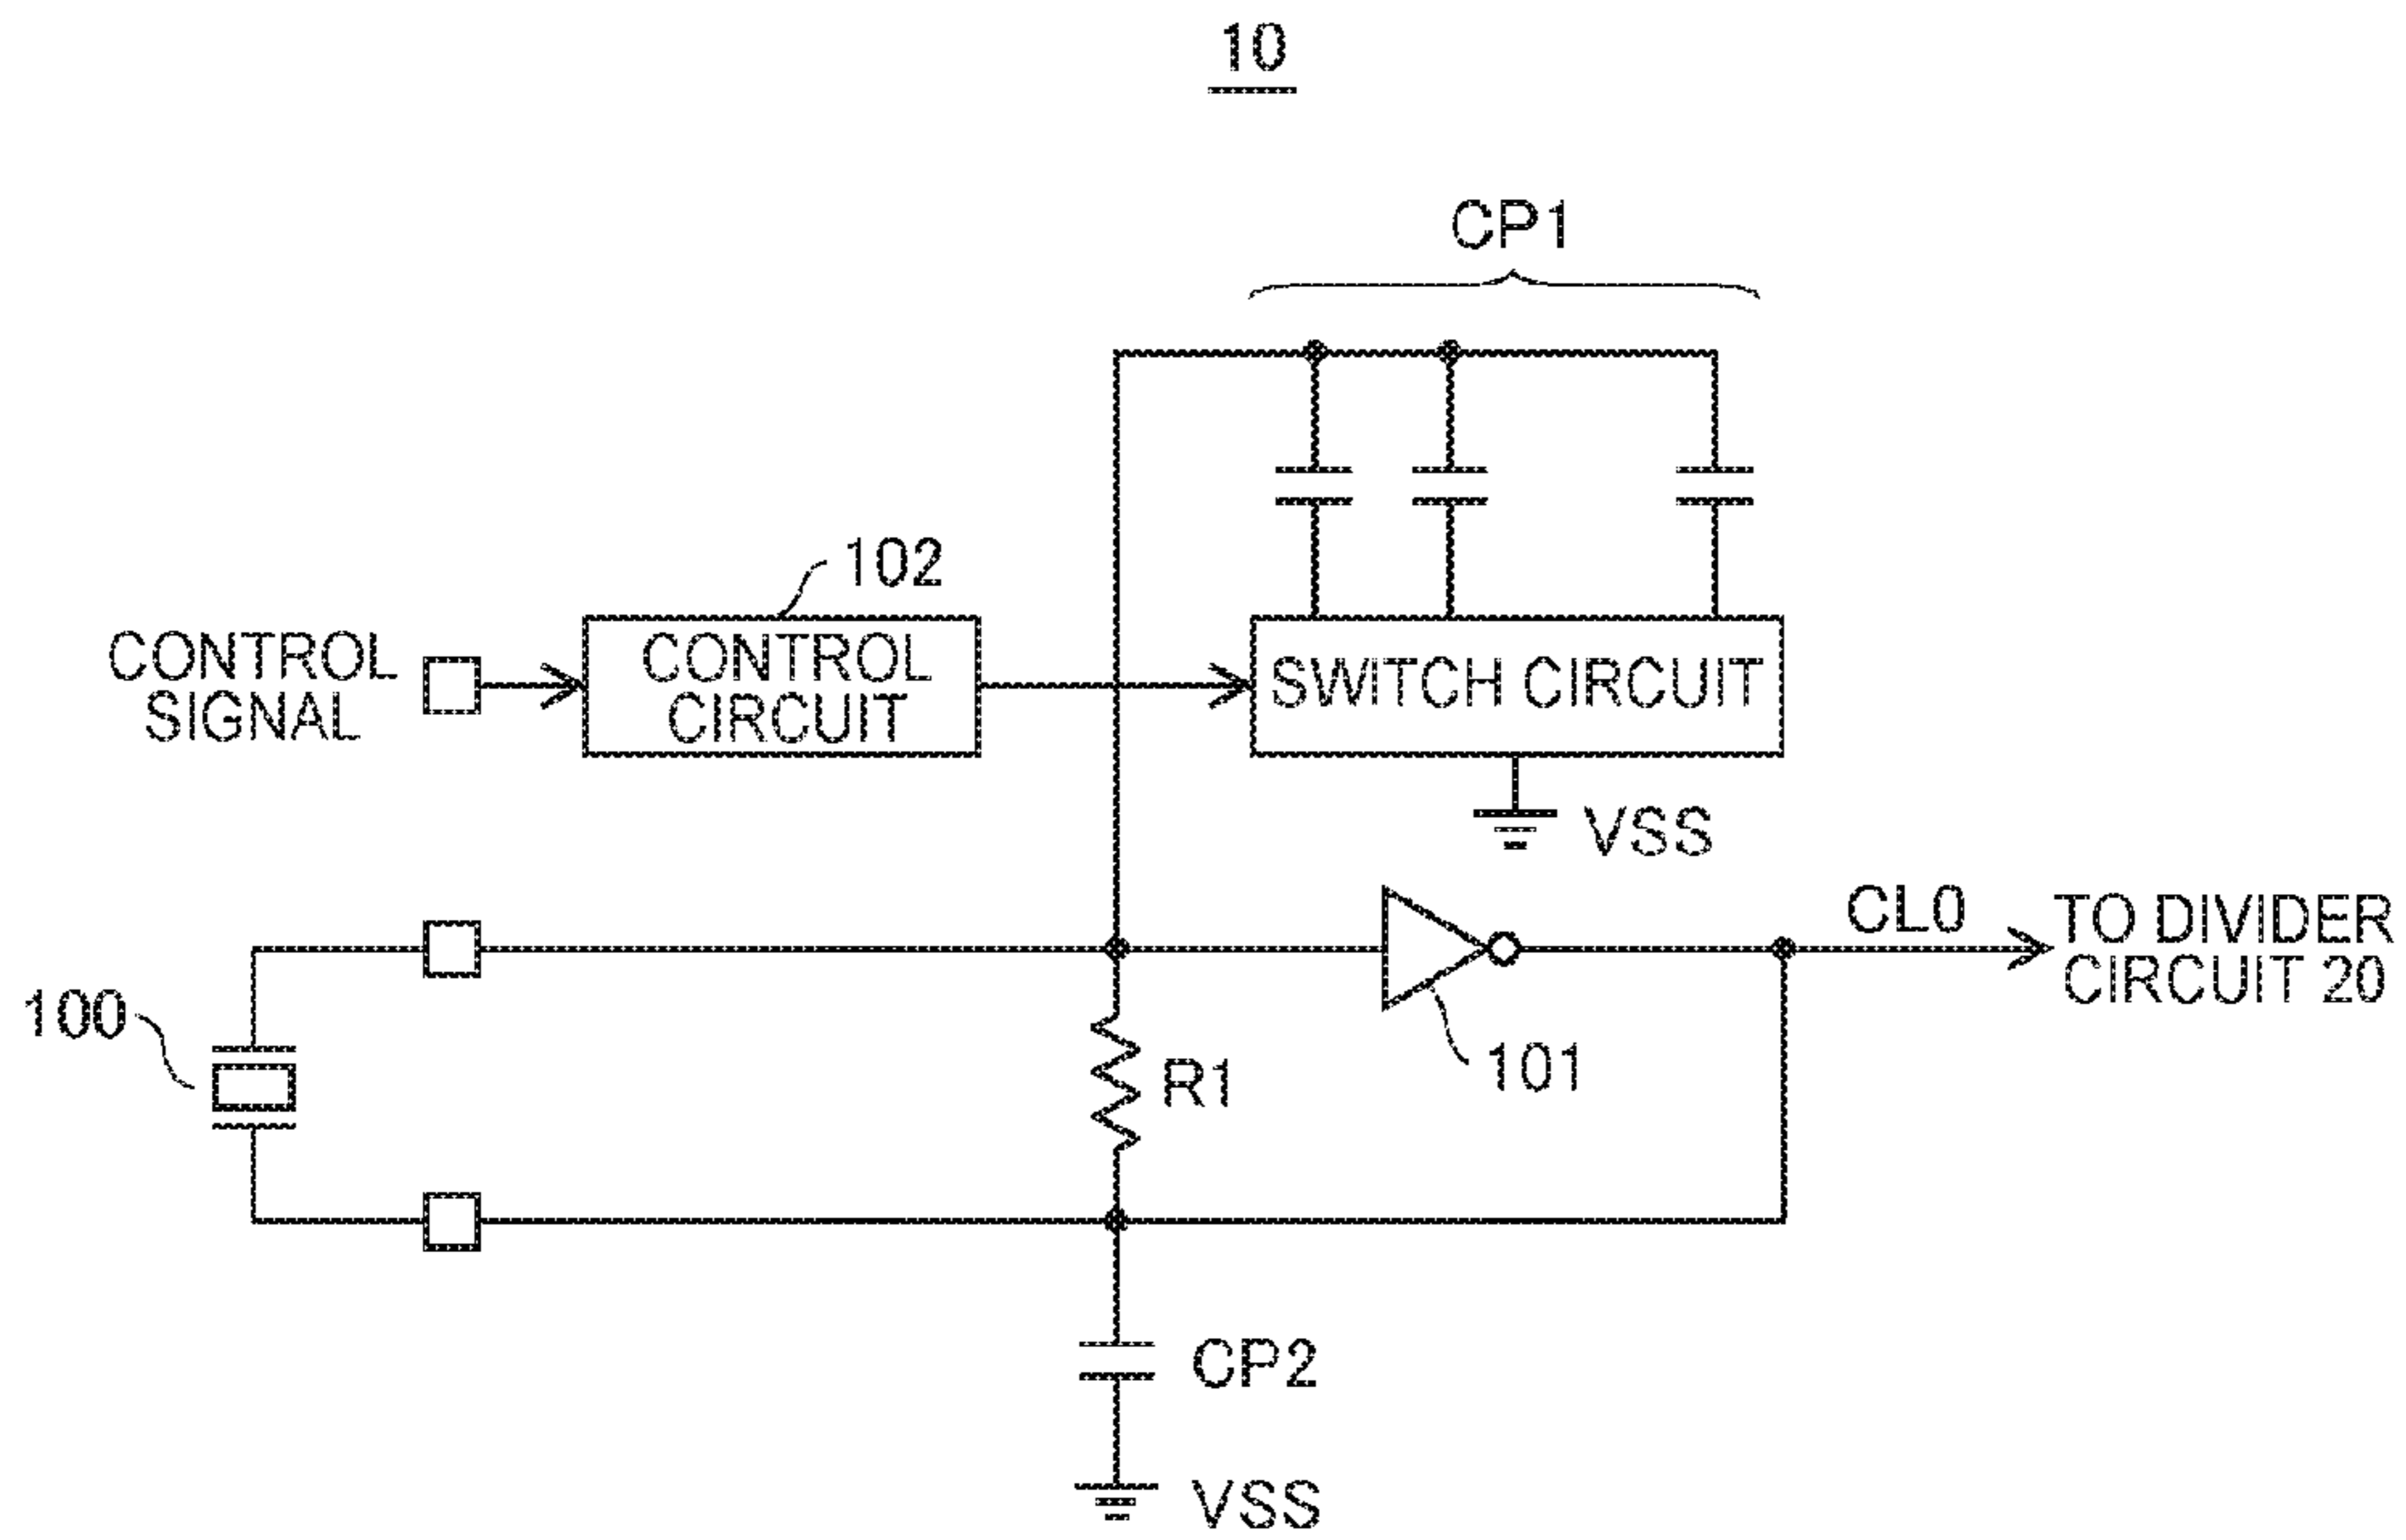 10
CP1
102
CONTROL
SIGNAL
CONTROL
CIRCUIT
SWITCH CIRCUIT
VSS
CL0
TO DIVIDER
CIRCUIT 20
100
101
R1
CP2
VSS